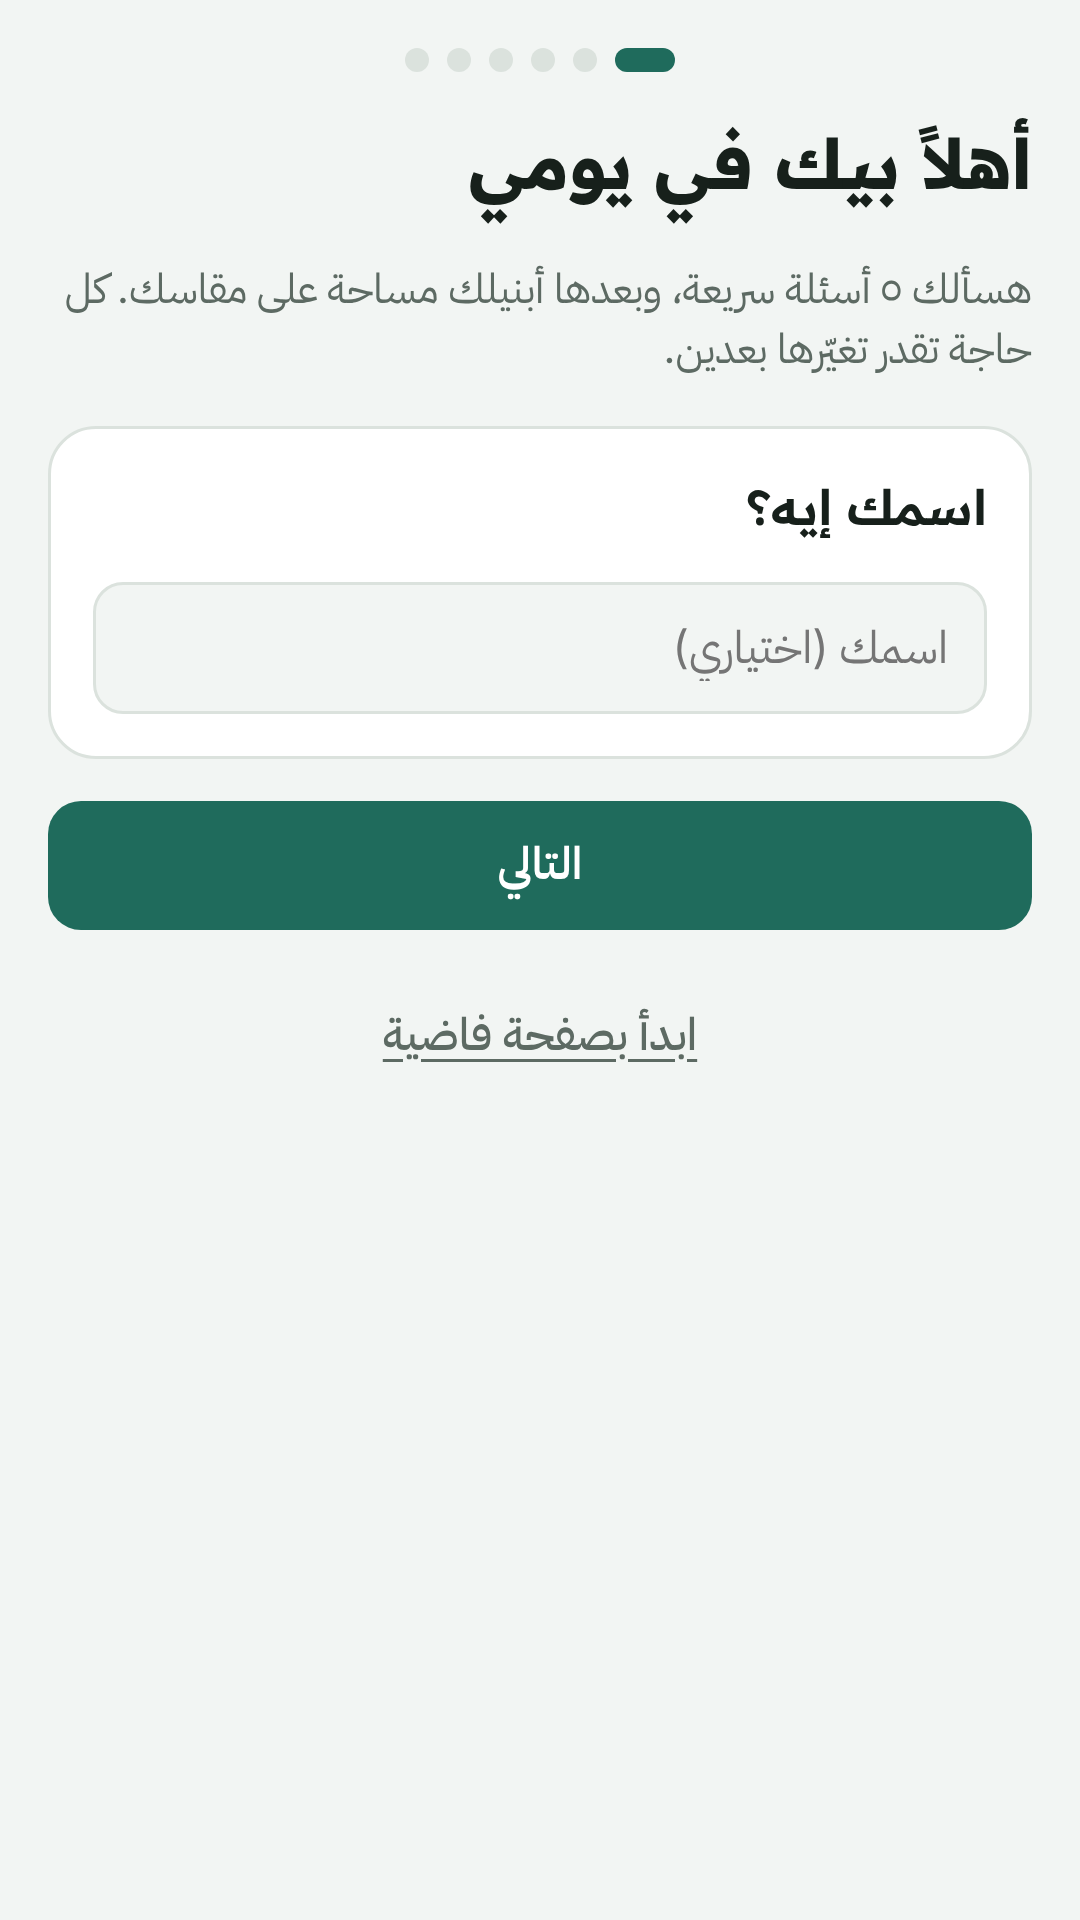 أهلاً بيك في يومي
هسألك ٥ أسئلة سريعة، وبعدها أبنيلك مساحة على مقاسك. كل
حاجة تقدر تغيّرها بعدين.
اسمك إيه؟
اسمك (اختياري)
التالي
ابدأ بصفحة فاضية